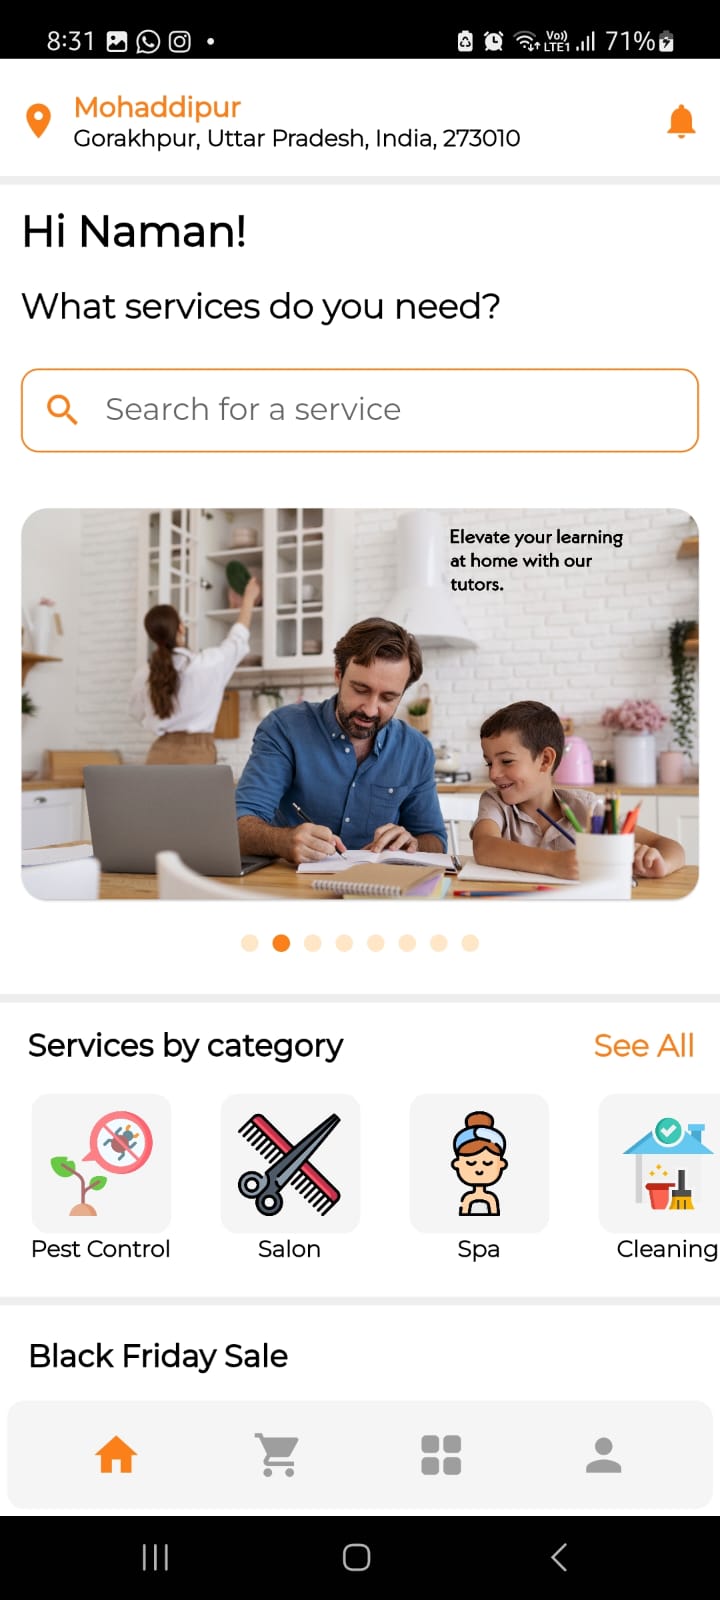 8:31
Vo))
LTE1
71%
Mohaddipur
Gorakhpur, Uttar Pradesh, India, 273010
Hi Naman!
What services do you need?
Search for a service
Elevate your learning
at home with our
tutors.
Services by category
See All
Pest Control
Salon
Spa
Cleaning
Black Friday Sale